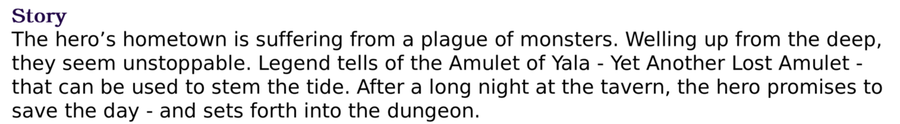 Story
The hero’s hometown is suffering from a plague of monsters. Welling up from the deep,
they seem unstoppable. Legend tells of the Amulet of Yala - Yet Another Lost Amulet -
that can be used to stem the tide. After a long night at the tavern, the hero promises to
save the day - and sets forth into the dungeon.